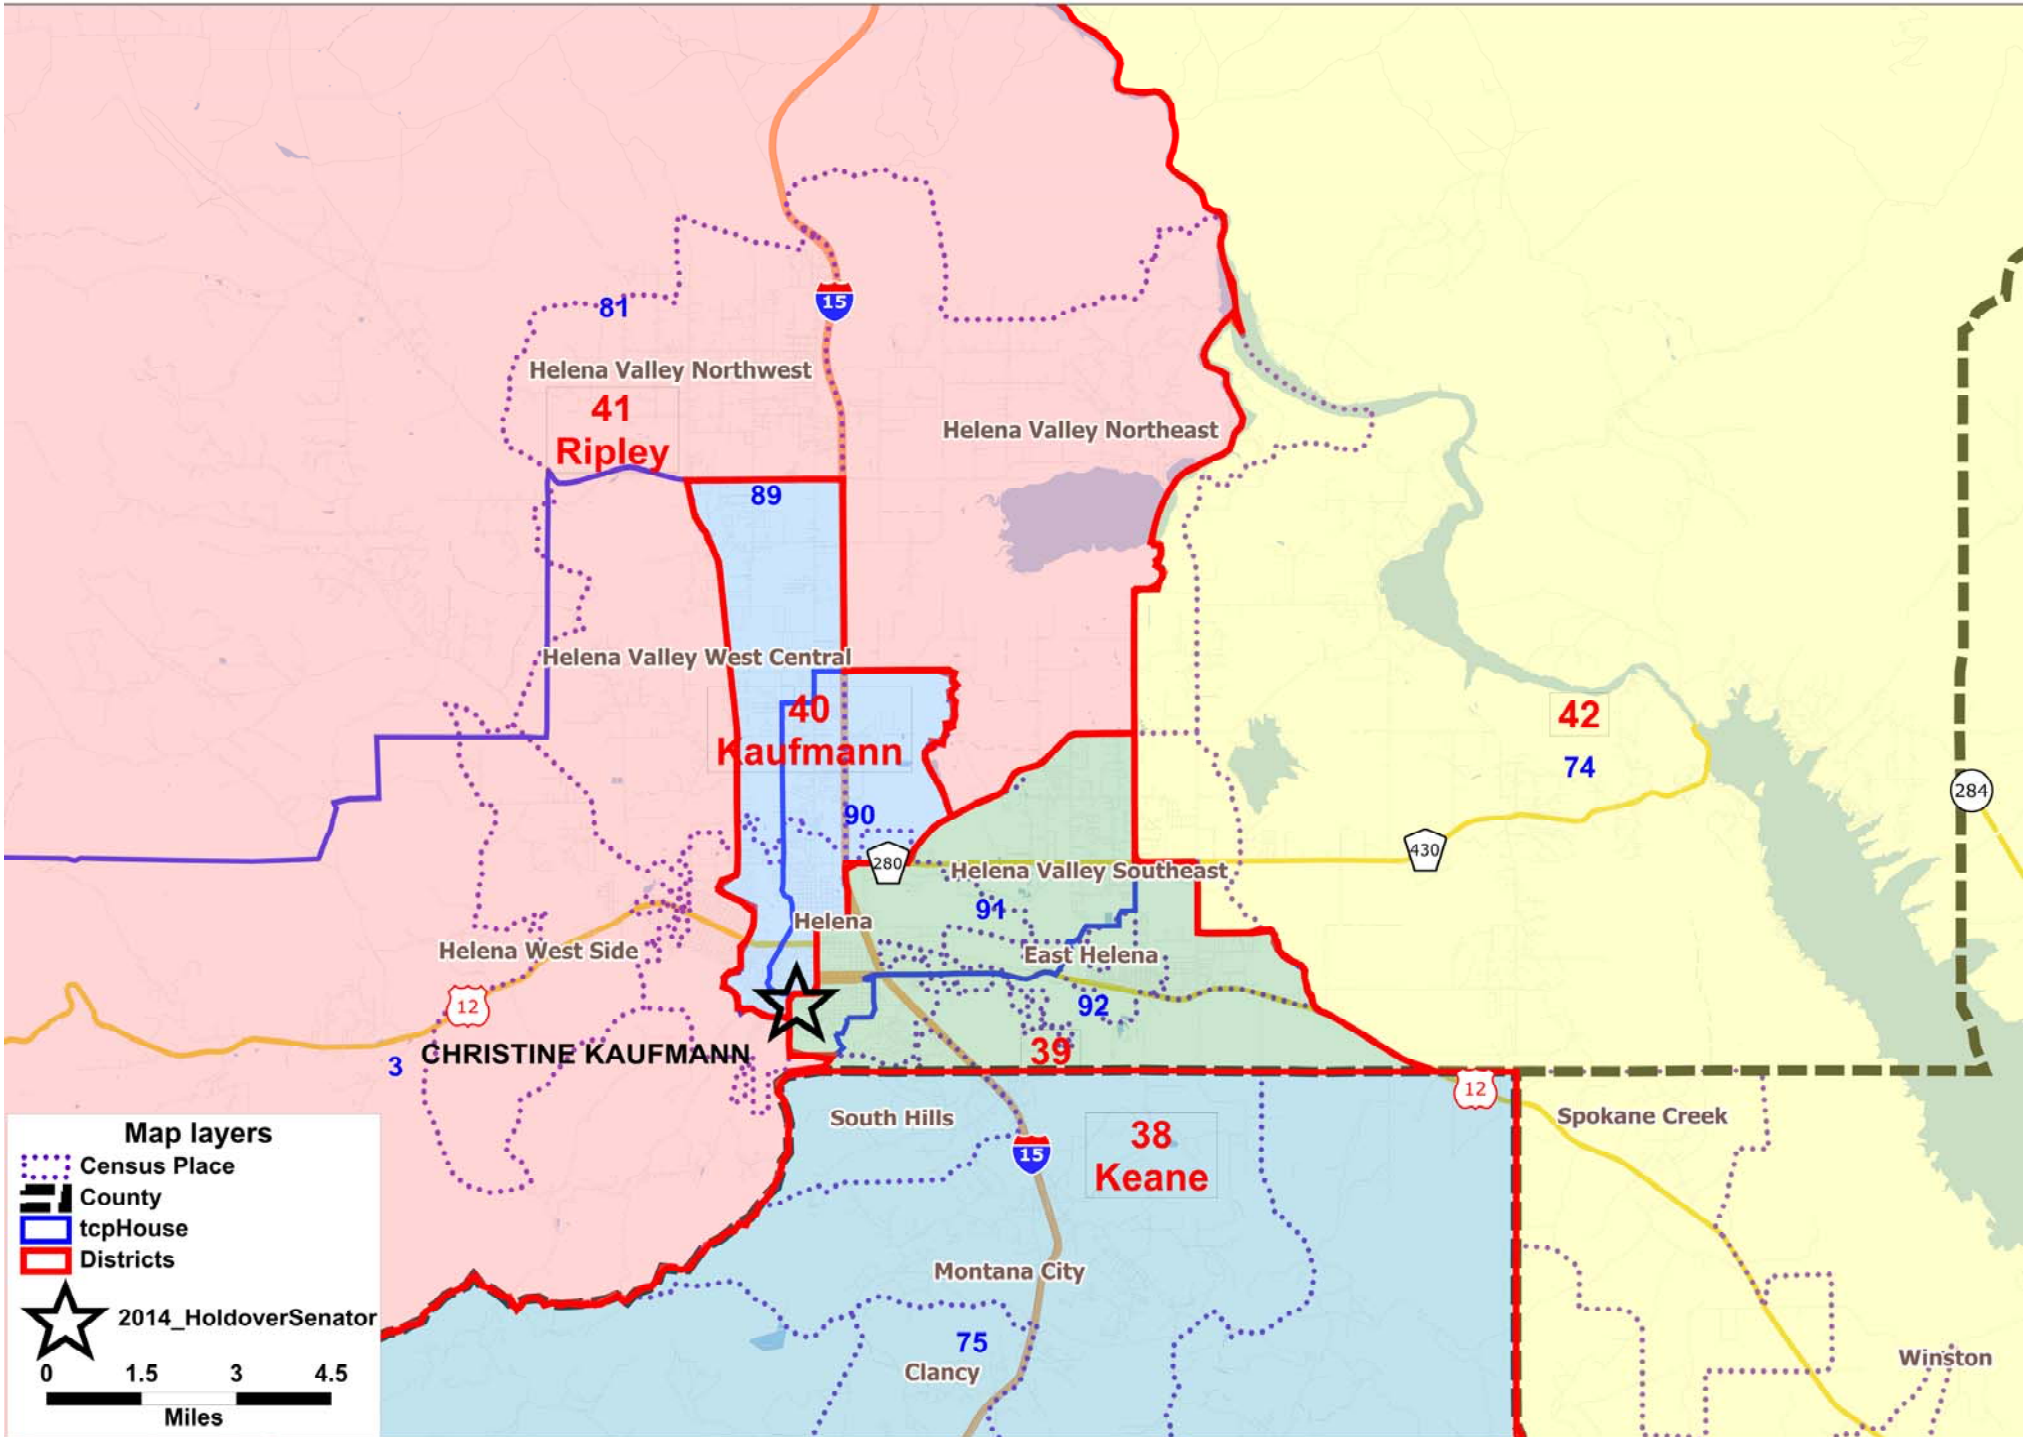 81
15
Helena Valley Northwest
41
Ripley
Helena Valley Northeast
89
Helena Valley West Central
40
Kaufmann
42
74
284
90
280
430
Helena Valley Southeast
91
Helena
Helena West Side
East Helena
12
92
39
CHRISTINE KAUFMANN
3
12
South Hills
38
Keane
15
Spokane Creek
Montana City
75
Clancy
Winston
Map layers
Census Place
County
tcpHouse
Districts
2014_HoldoverSenator
0 1.5 3 4.5
Miles